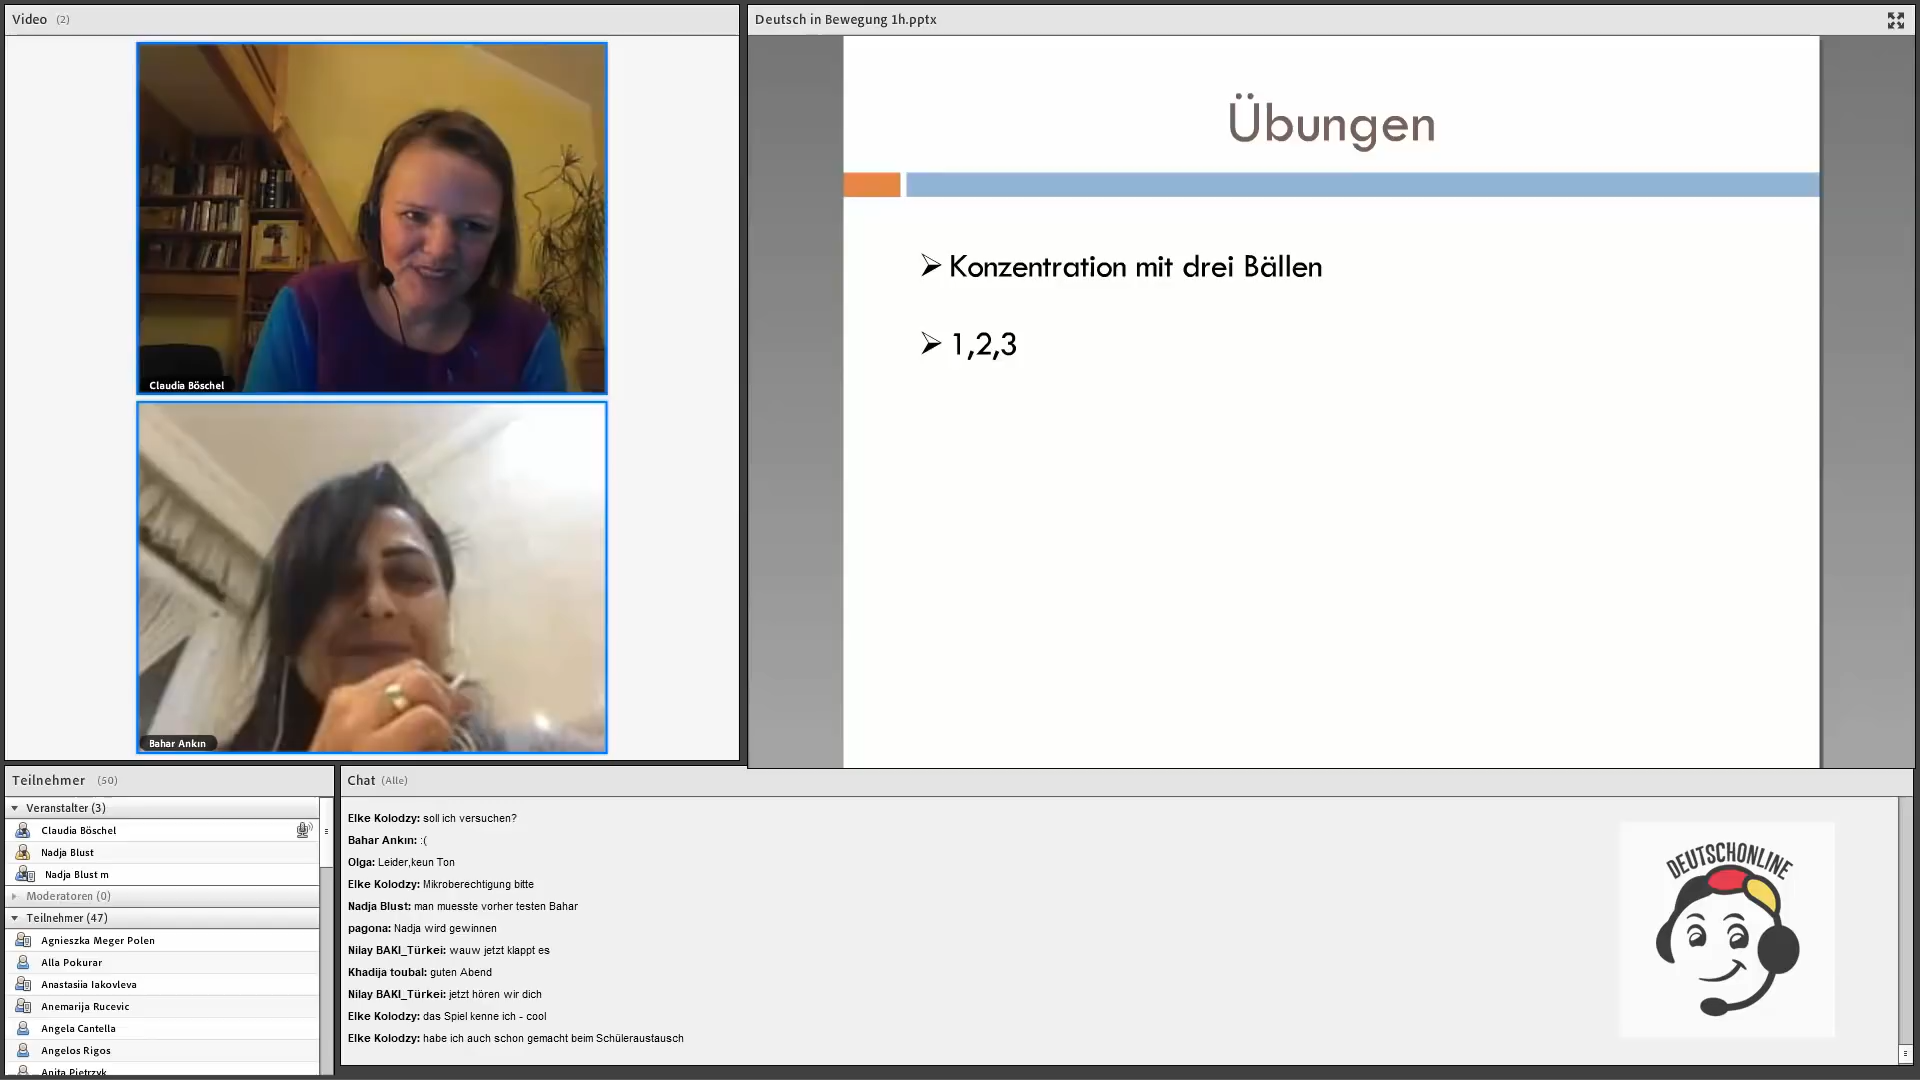 Video (2)
Claudia Böschel
Bahar Ankın
Deutsch in Bewegung 1h.pptx
Übungen
Konzentration mit drei Bällen
1,2,3
Teilnehmer (50)
Veranstalter (3)
Claudia Böschel
Nadja Blust
Nadja Blust m
Moderatoren (0)
Teilnehmer (47)
Agnieszka Meger Polen
Alla Pokurar
Anastasiia Iakovleva
Anemarija Rucevic
Angela Cantella
Angelos Rigos
Anita Pietrzyk
Chat (Alle)
Elke Kolodzy: soll ich versuchen?
Bahar Ankın: :(
Olga: Leider,keun Ton
Elke Kolodzy: Mikroberechtigung bitte
Nadja Blust: man muesste vorher testen Bahar
pagona: Nadja wird gewinnen
Nilay BAKI_Türkei: wauw jetzt klappt es
Khadija toubal: guten Abend
Nilay BAKI_Türkei: jetzt hören wir dich
Elke Kolodzy: das Spiel kenne ich - cool
Elke Kolodzy: habe ich auch schon gemacht beim Schüleraustausch
DEUTSCHONLINE